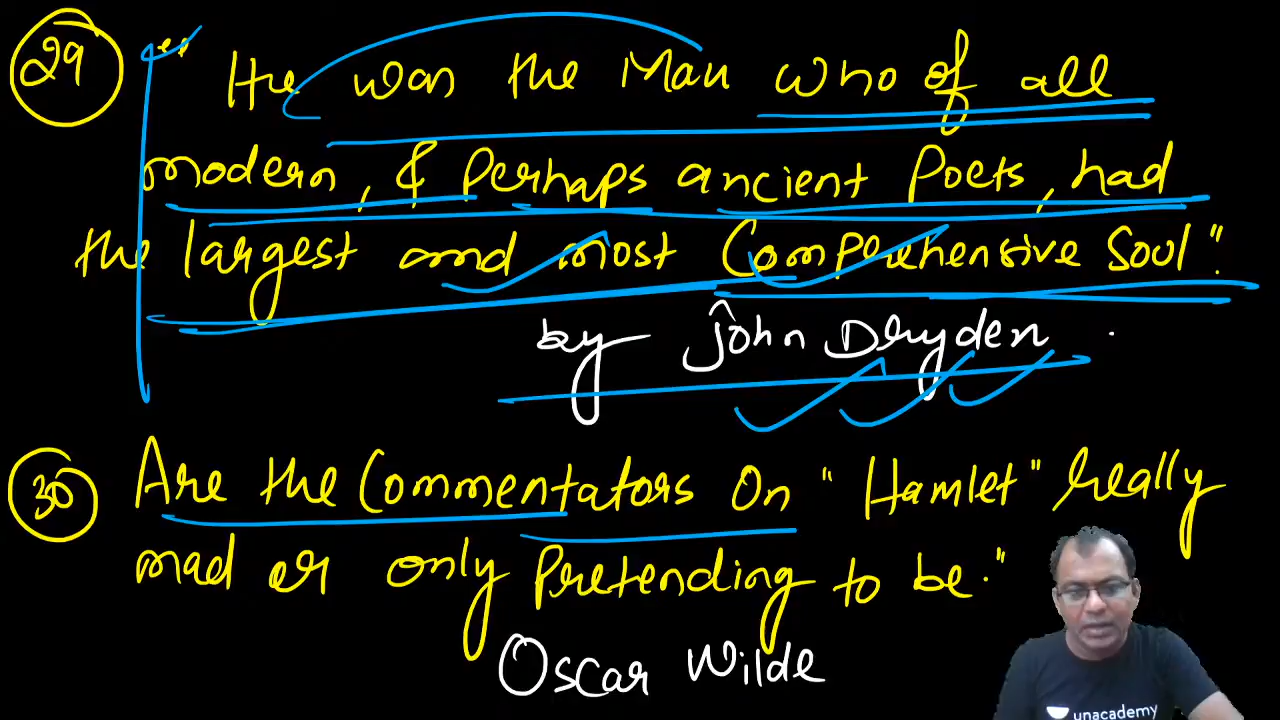 29 " He was the Man who of all
modern, & Perhaps ancient Poets, had
the largest and most Comprehensive Soul".
by John Dryden .
30 Are the Commentators On "Hamlet" really
mad or only Pretending to be."
Oscar Wilde
unacademy